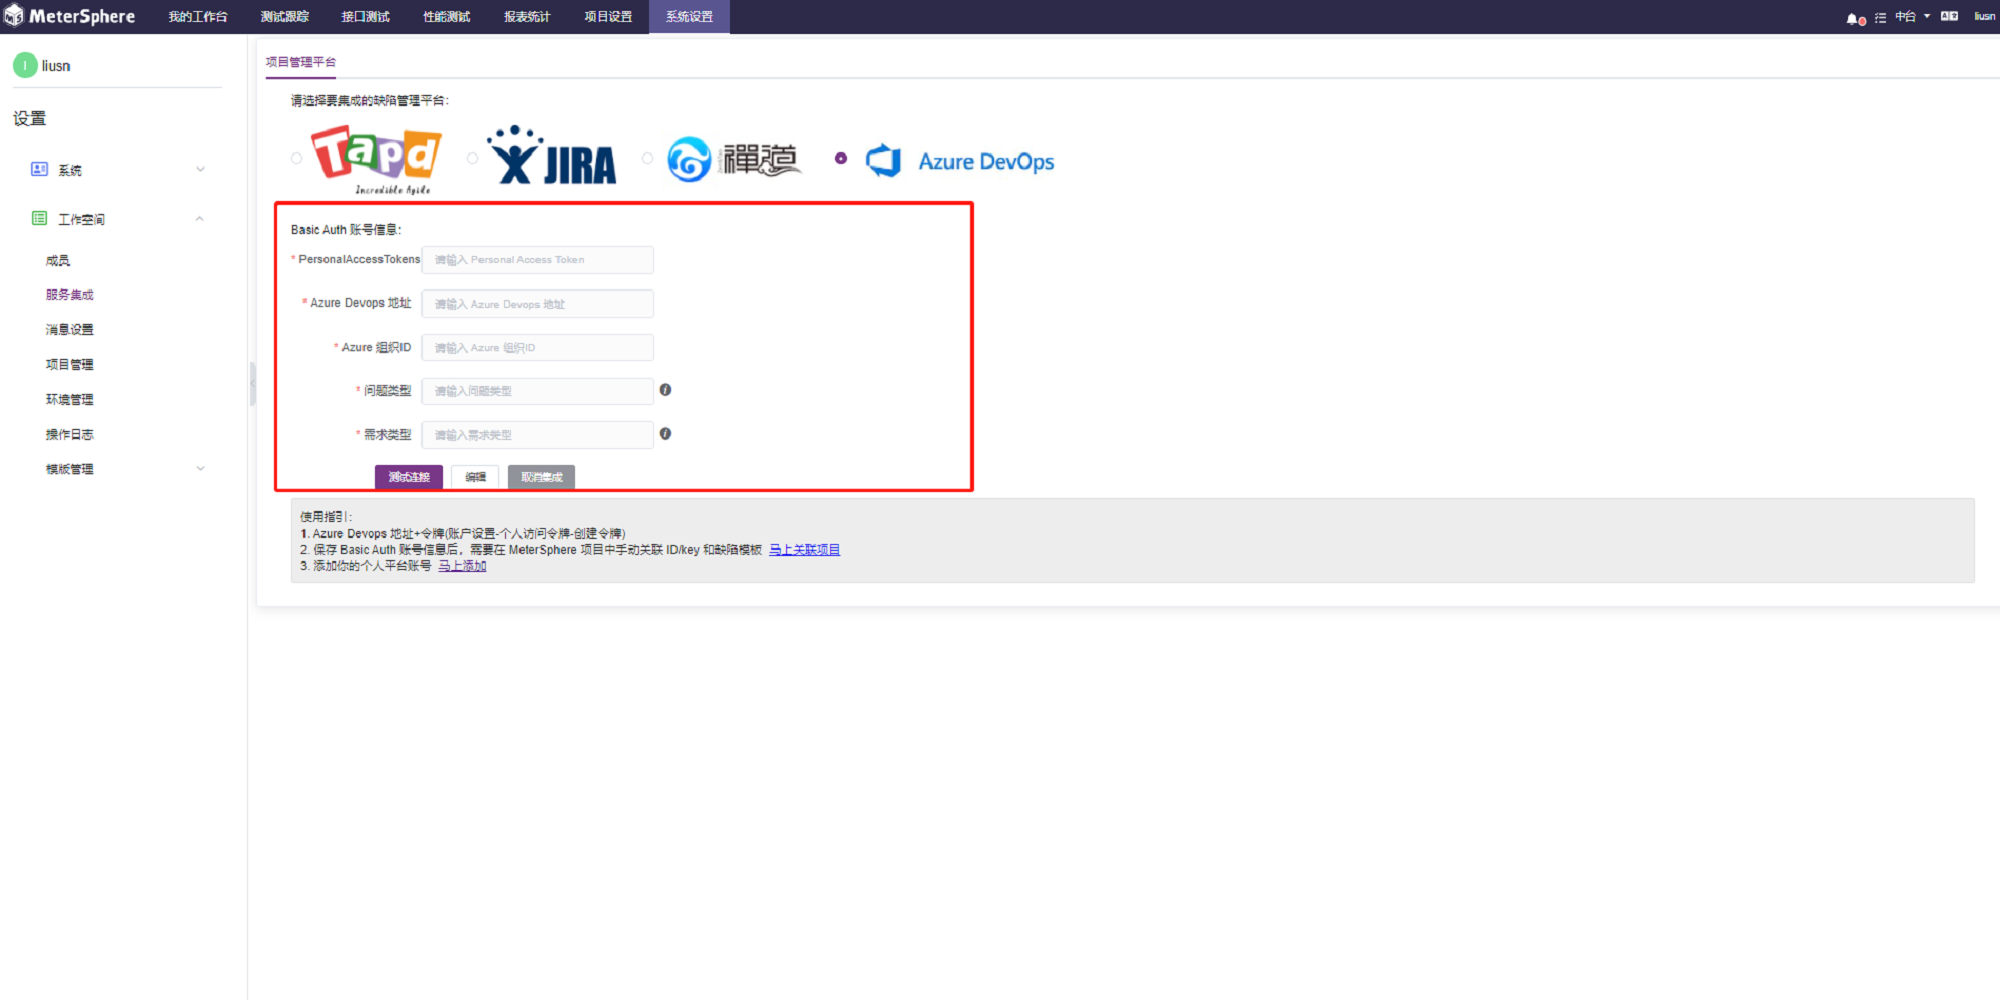 MeterSphere 我的工作台 测试跟踪 接口测试 性能测试 报表统计 项目设置 系统设置 中台 liusn
l liusn
设置
系统
工作空间
成员
服务集成
消息设置
项目管理
环境管理
操作日志
模版管理
项目管理平台
请选择要集成的缺陷管理平台:
Tapd Incredible Agile
JIRA
禪道
Azure DevOps
Basic Auth 账号信息:
* PersonalAccessTokens 请输入 Personal Access Token
* Azure Devops 地址 请输入 Azure Devops 地址
* Azure 组织ID 请输入 Azure 组织ID
* 问题类型 请输入问题类型
* 需求类型 请输入需求类型
测试连接 编辑 取消集成
使用指引:
1. Azure Devops 地址+令牌(账户设置-个人访问令牌-创建令牌)
2. 保存 Basic Auth 账号信息后，需要在 MeterSphere 项目中手动关联 ID/key 和缺陷模板 马上关联项目
3. 添加你的个人平台账号 马上添加